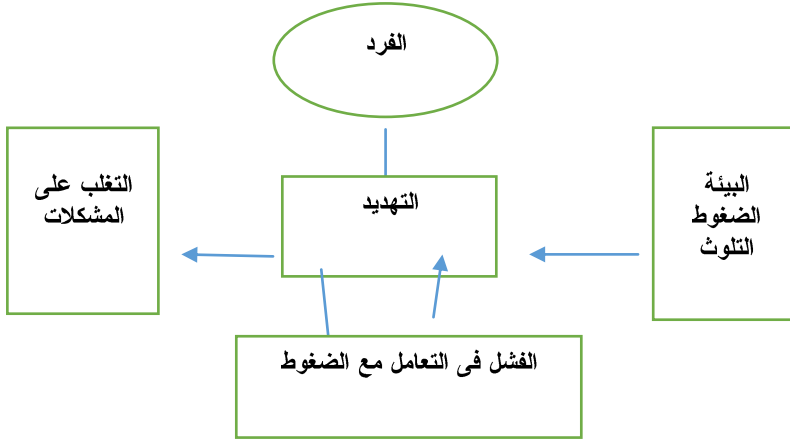 الفرد
البيئة
الضغوط
التلوث
التهديد
التغلب على
المشكلات
الفشل فى التعامل مع الضغوط